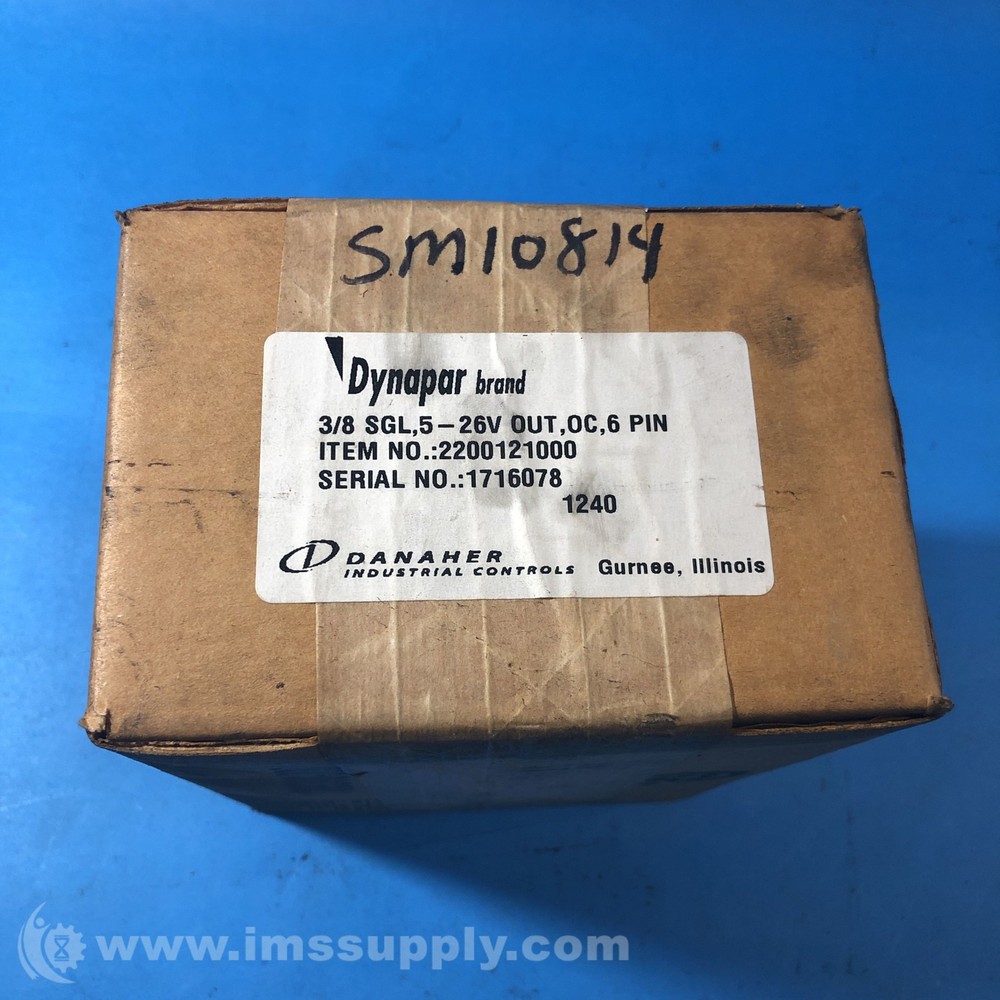 SM10814
Dynapar brand
3/8 SGL,5-26V OUT,OC,6 PIN
ITEM NO.:2200121000
SERIAL NO.:1716078
1240
DANAHER
INDUSTRIAL CONTROLS
Gurnee, Illinois
www.imssupply.com